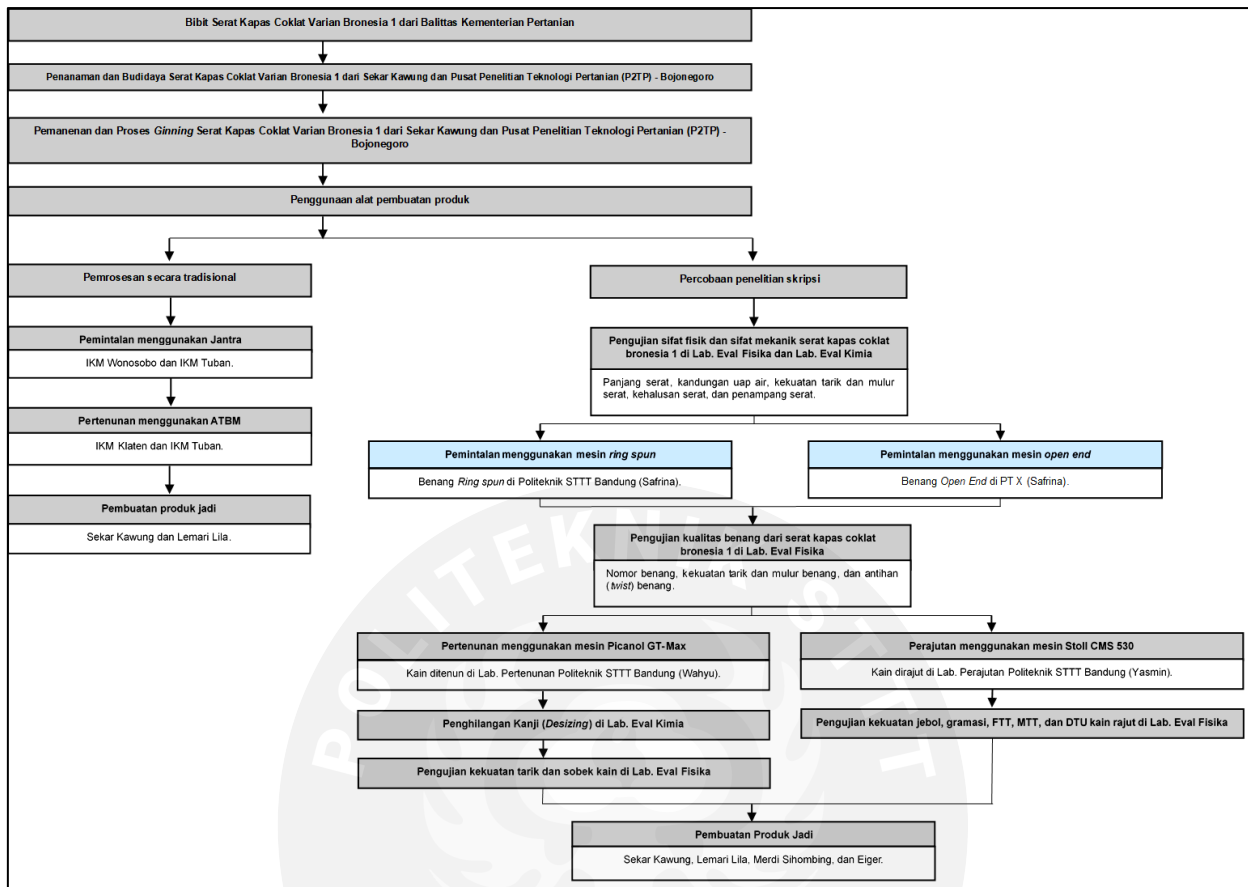 Bibit Serat Kapas Coklat Varian Bronesia 1 dari Balittas Kementerian Pertanian
Penanaman dan Budidaya Serat Kapas Coklat Varian Bronesia 1 dari Sekar Kawung dan Pusat Penelitian Teknologi Pertanian (P2TP) - Bojonegoro
Pemanenan dan Proses Ginning Serat Kapas Coklat Varian Bronesia 1 dari Sekar Kawung dan Pusat Penelitian Teknologi Pertanian (P2TP) -
Bojonegoro
Penggunaan alat pembuatan produk
Pemrosesan secara tradisional
Pemintalan menggunakan Jantra
IKM Wonosobo dan IKM Tuban.
Pertenunan menggunakan ATBM
IKM Klaten dan IKM Tuban.
Pembuatan produk jadi
Sekar Kawung dan Lemari Lila.
Percobaan penelitian skripsi
Pengujian sifat fisik dan sifat mekanik serat kapas coklat
bronesia 1 di Lab. Eval Fisika dan Lab. Eval Kimia
Panjang serat, kandungan uap air, kekuatan tarik dan mulur
serat, kehalusan serat, dan penampang serat.
Pemintalan menggunakan mesin ring spun
Benang Ring spun di Politeknik STTT Bandung (Safrina).
Pemintalan menggunakan mesin open end
Benang Open End di PT X (Safrina).
Pengujian kualitas benang dari serat kapas coklat
bronesia 1 di Lab. Eval Fisika
Nomor benang, kekuatan tarik dan mulur benang, dan antihan
(twist) benang.
Pertenunan menggunakan mesin Picanol GT-Max
Kain ditenun di Lab. Pertenunan Politeknik STTT Bandung (Wahyu).
Penghilangan Kanji (Desizing) di Lab. Eval Kimia
Pengujian kekuatan tarik dan sobek kain di Lab. Eval Fisika
Perajutan menggunakan mesin Stoll CMS 530
Kain dirajut di Lab. Perajutan Politeknik STTT Bandung (Yasmin).
Pengujian kekuatan jebol, gramasi, FTT, MTT, dan DTU kain rajut di Lab. Eval Fisika
Pembuatan Produk Jadi
Sekar Kawung, Lemari Lila, Merdi Sihombing, dan Eiger.
POLITEKNIK STTT